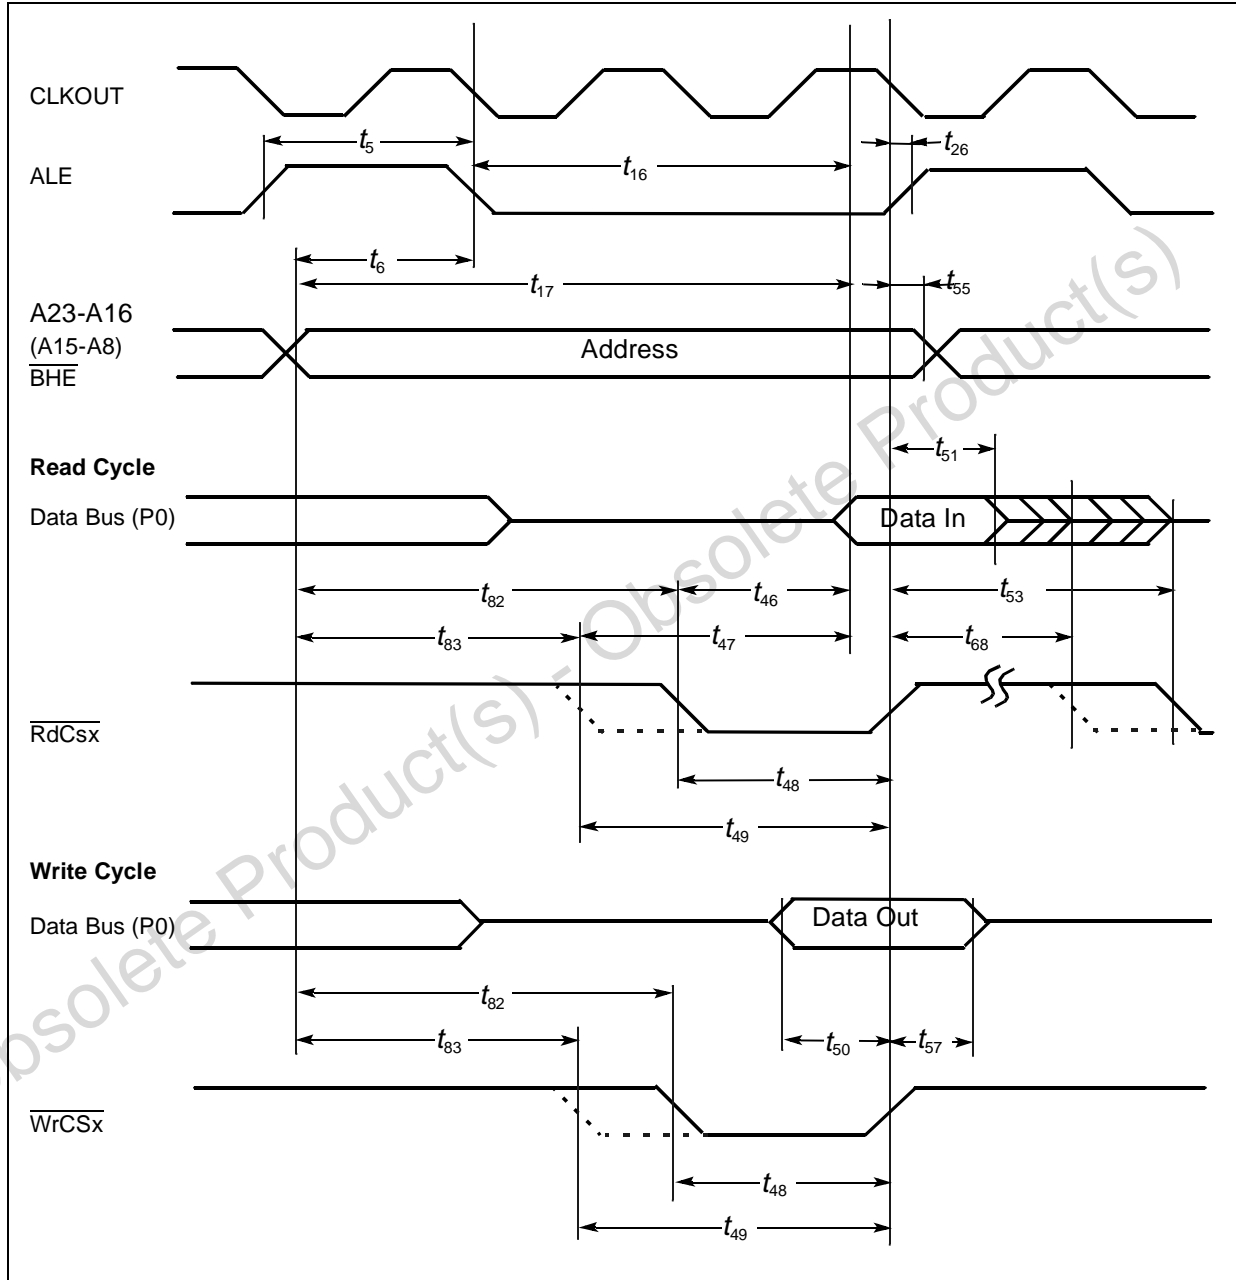 CLKOUT
t5
t26
ALE
t16
t6
t17
t55
A23-A16
(A15-A8)
Address
BHE
t51
Read Cycle
Data Bus (P0)
Data In
t82
t46
t53
t83
t47
t68
RdCsx
t48
t49
Write Cycle
Data Bus (P0)
Data Out
t82
t83
t50
t57
WrCSx
t48
t49
Obsolete Product(s) - Obsolete Product(s)